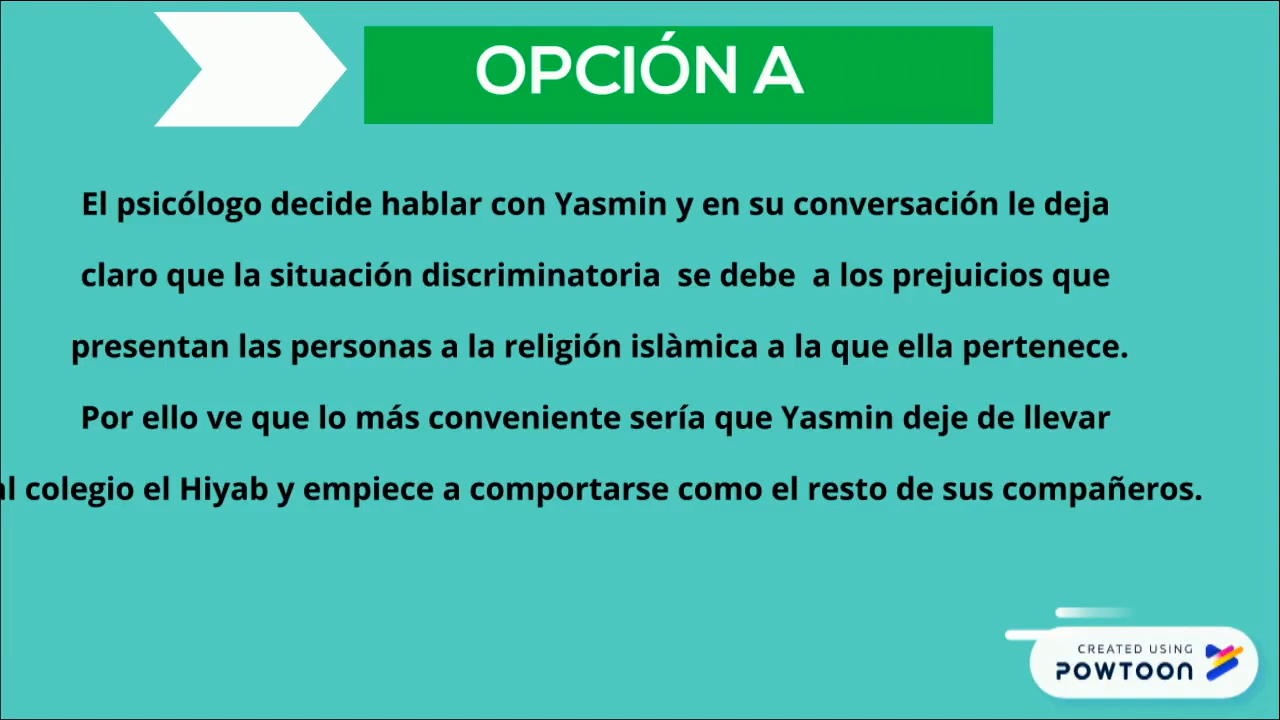 OPCIÓN A
El psicólogo decide hablar con Yasmin y en su conversación le deja
claro que la situación discriminatoria se debe a los prejuicios que
presentan las personas a la religión islàmica a la que ella pertenece.
Por ello ve que lo más conveniente sería que Yasmin deje de llevar
al colegio el Hiyab y empiece a comportarse como el resto de sus compañeros.
CREATED USING
POWTOON